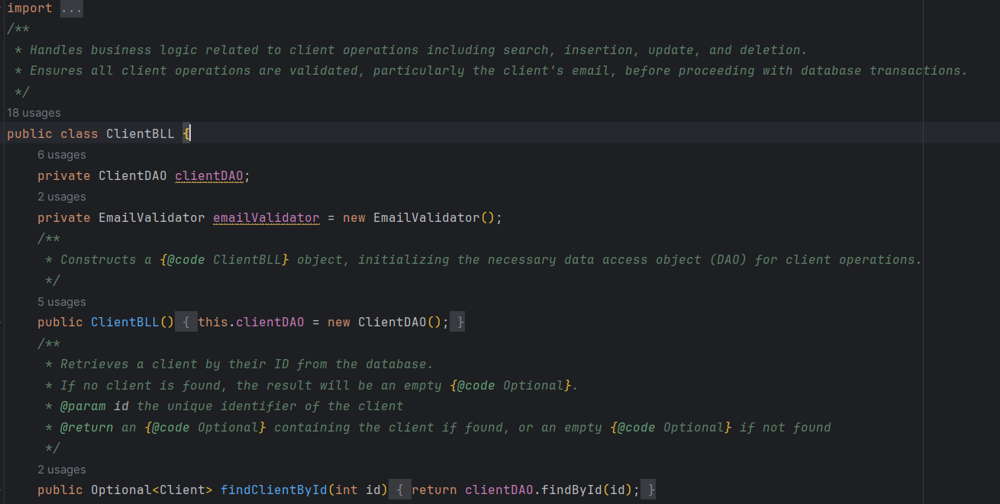 import ...
/**
 * Handles business logic related to client operations including search, insertion, update, and deletion.
 * Ensures all client operations are validated, particularly the client's email, before proceeding with database transactions.
 */
18 usages
public class ClientBLL {
6 usages
private ClientDAO clientDAO;
2 usages
private EmailValidator emailValidator = new EmailValidator();
/**
 * Constructs a {@code ClientBLL} object, initializing the necessary data access object (DAO) for client operations.
 */
5 usages
public ClientBLL() { this.clientDAO = new ClientDAO(); }
/**
 * Retrieves a client by their ID from the database.
 * If no client is found, the result will be an empty {@code Optional}.
 * @param id the unique identifier of the client
 * @return an {@code Optional} containing the client if found, or an empty {@code Optional} if not found
 */
2 usages
public Optional<Client> findClientById(int id) { return clientDAO.findById(id); }